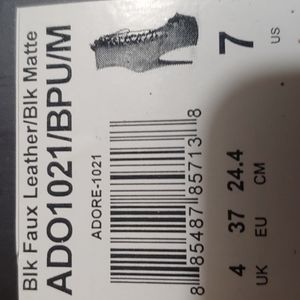 Blk Faux Leather/Blk Matte
ADO1021/BPU/M
ADORE-1021
8 85487 85713 8
7
US
4 37 24.4
UK EU CM